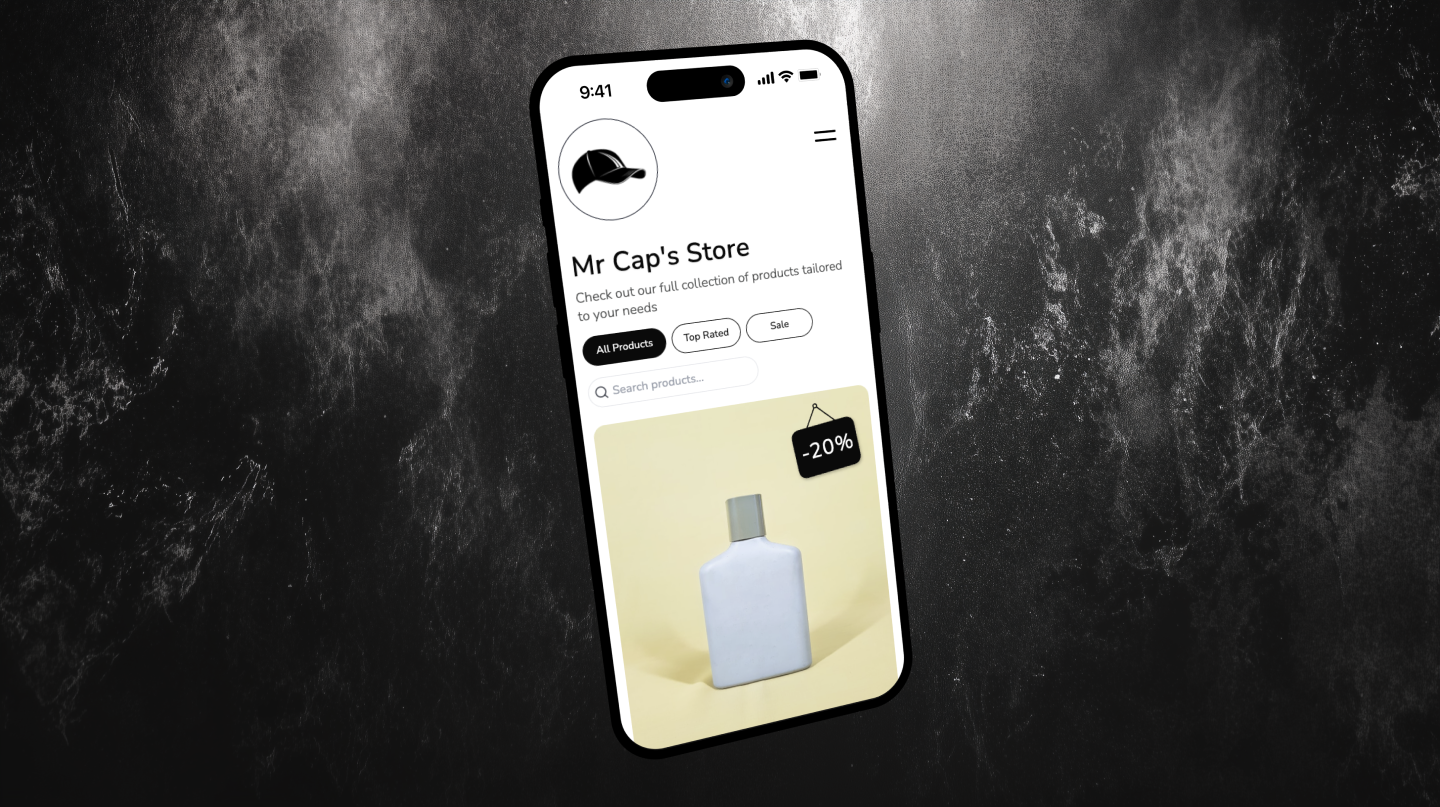 9:41
Mr Cap's Store
Check out our full collection of products tailored
to your needs
All Products
Top Rated
Sale
Search products...
-20%